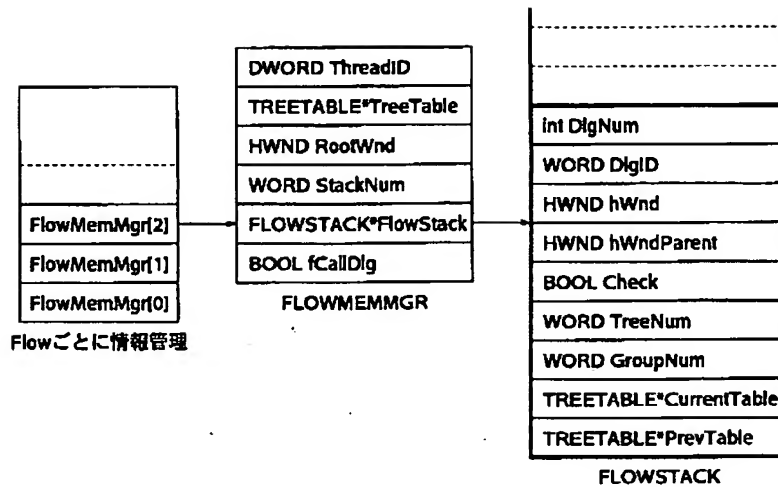 FlowMemMgr[2]
FlowMemMgr[1]
FlowMemMgr[0]
Flowごとに情報管理
DWORD ThreadID
TREETABLE*TreeTable
HWND RootWnd
WORD StackNum
FLOWSTACK*FlowStack
BOOL fCallDlg
FLOWMEMMGR
int DlgNum
WORD DlgID
HWND hWnd
HWND hWndParent
BOOL Check
WORD TreeNum
WORD GroupNum
TREETABLE*CurrentTable
TREETABLE*PrevTable
FLOWSTACK